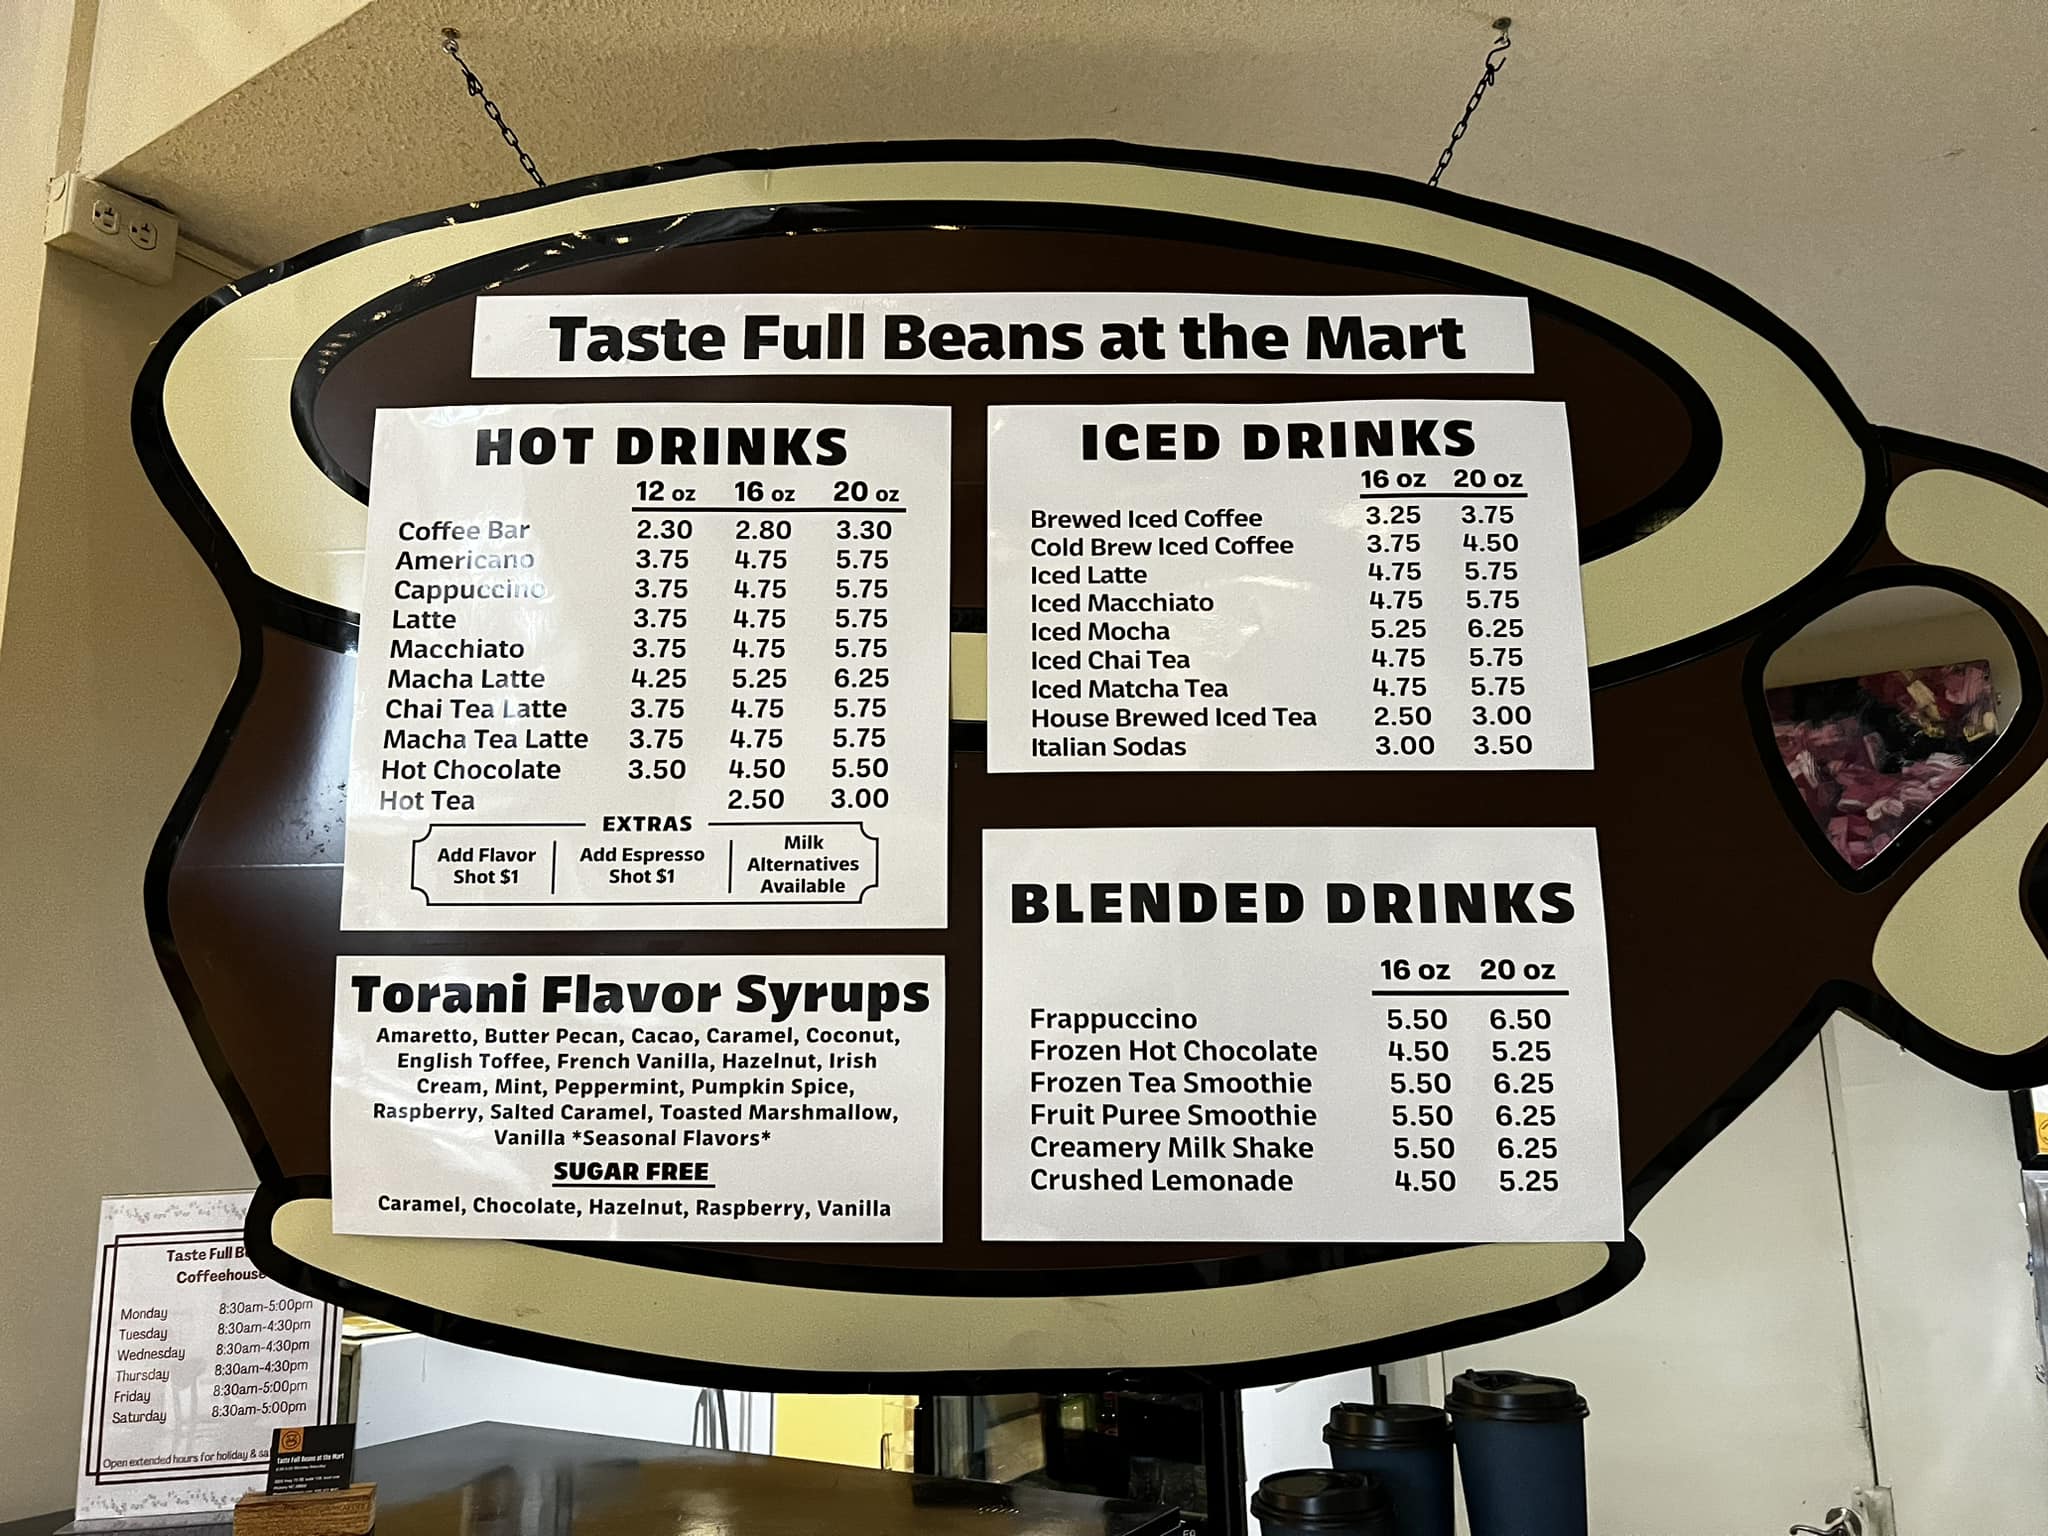 Taste Full Beans at the Mart
HOT DRINKS
12 oz 16 oz 20 oz
Coffee Bar 2.30 2.80 3.30
Americano 3.75 4.75 5.75
Cappuccino 3.75 4.75 5.75
Latte 3.75 4.75 5.75
Macchiato 3.75 4.75 5.75
Macha Latte 4.25 5.25 6.25
Chai Tea Latte 3.75 4.75 5.75
Macha Tea Latte 3.75 4.75 5.75
Hot Chocolate 3.50 4.50 5.50
Hot Tea 2.50 3.00
EXTRAS
Add Flavor
Shot $1
Add Espresso
Shot $1
Milk
Alternatives
Available
Torani Flavor Syrups
Amaretto, Butter Pecan, Cacao, Caramel, Coconut,
English Toffee, French Vanilla, Hazelnut, Irish
Cream, Mint, Peppermint, Pumpkin Spice,
Raspberry, Salted Caramel, Toasted Marshmallow,
Vanilla *Seasonal Flavors*
SUGAR FREE
Caramel, Chocolate, Hazelnut, Raspberry, Vanilla
ICED DRINKS
16 oz 20 oz
Brewed Iced Coffee 3.25 3.75
Cold Brew Iced Coffee 3.75 4.50
Iced Latte 4.75 5.75
Iced Macchiato 4.75 5.75
Iced Mocha 5.25 6.25
Iced Chai Tea 4.75 5.75
Iced Matcha Tea 4.75 5.75
House Brewed Iced Tea 2.50 3.00
Italian Sodas 3.00 3.50
BLENDED DRINKS
16 oz 20 oz
Frappuccino 5.50 6.50
Frozen Hot Chocolate 4.50 5.25
Frozen Tea Smoothie 5.50 6.25
Fruit Puree Smoothie 5.50 6.25
Creamery Milk Shake 5.50 6.25
Crushed Lemonade 4.50 5.25
Taste Full B
Coffeehouse
Monday 8:30am-5:00pm
Tuesday 8:30am-4:30pm
Wednesday 8:30am-4:30pm
Thursday 8:30am-4:30pm
Friday 8:30am-5:00pm
Saturday 8:30am-5:00pm
Open extended hours for holiday & sa
Taste Full Beans at the Mart